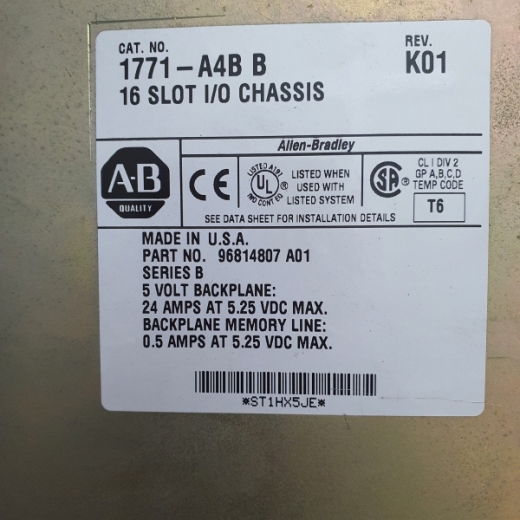 CAT. NO.
1771-A4B B
16 SLOT I/O CHASSIS
REV.
K01
Allen-Bradley
A-B
QUALITY
CE
LISTED A197
UL
®
IND CONT EQ
LISTED WHEN
USED WITH
LISTED SYSTEM
SA
®
CL I DIV 2
GP A,B,C,D
TEMP CODE
T6
SEE DATA SHEET FOR INSTALLATION DETAILS
MADE IN U.S.A.
PART NO. 96814807 A01
SERIES B
5 VOLT BACKPLANE:
24 AMPS AT 5.25 VDC MAX.
BACKPLANE MEMORY LINE:
0.5 AMPS AT 5.25 VDC MAX.
*ST1HX5JE*